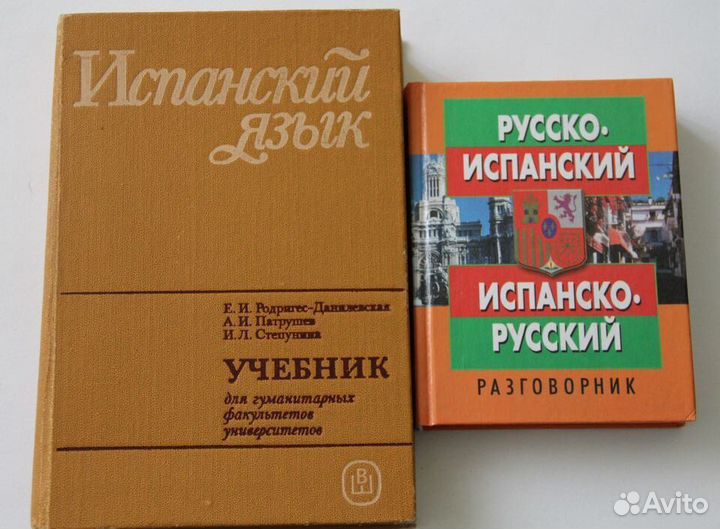 Испанский
язык
Е. И. Родригес-Данилевская
А. И. Патрушев
И. Л. Степунина
УЧЕБНИК
для гуманитарных
факультетов
университетов
РУССКО-
ИСПАНСКИЙ
ИСПАНСКО-
РУССКИЙ
РАЗГОВОРНИК
Avito